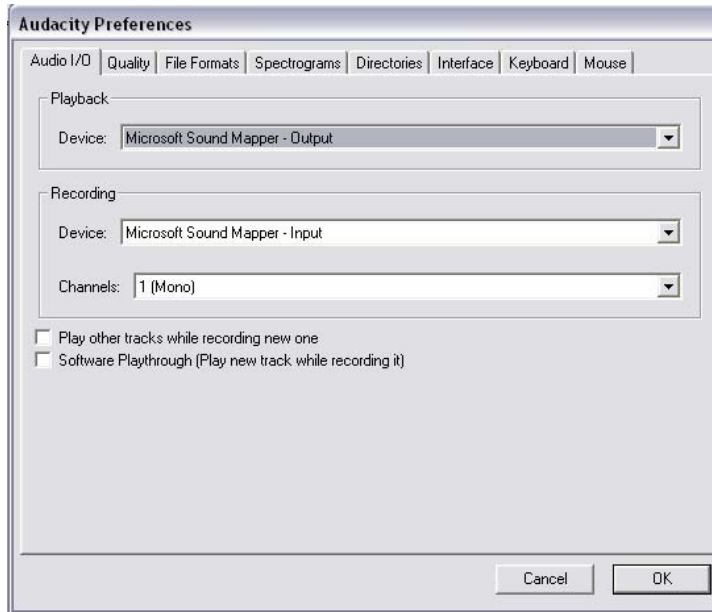 Audacity Preferences
Audio I/O Quality File Formats Spectrograms Directories Interface Keyboard Mouse
Playback
Device: Microsoft Sound Mapper - Output
Recording
Device: Microsoft Sound Mapper - Input
Channels: 1 (Mono)
Play other tracks while recording new one
Software Playthrough (Play new track while recording it)
Cancel OK